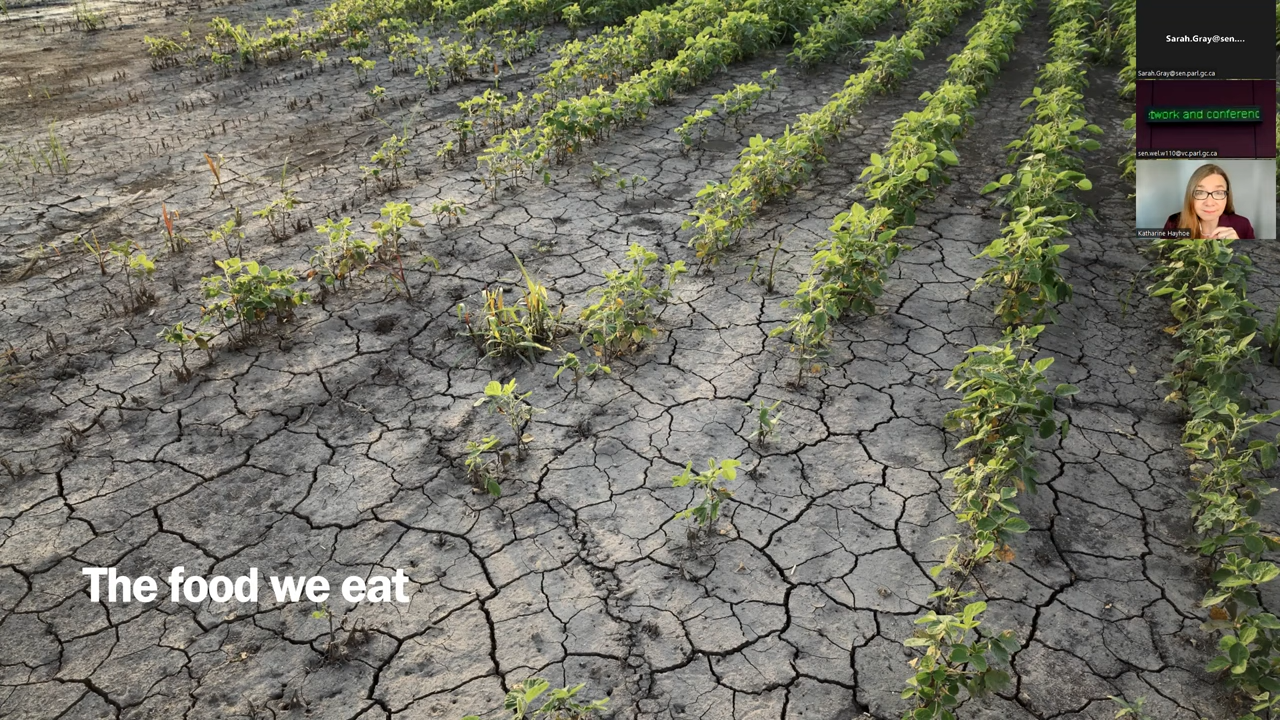 The food we eat
Sarah.Gray@sen....
Sarah.Gray@sen.parl.gc.ca
twork and conferenc
sen.welw110@vc.parl.gc.ca
Katharine Hayhoe